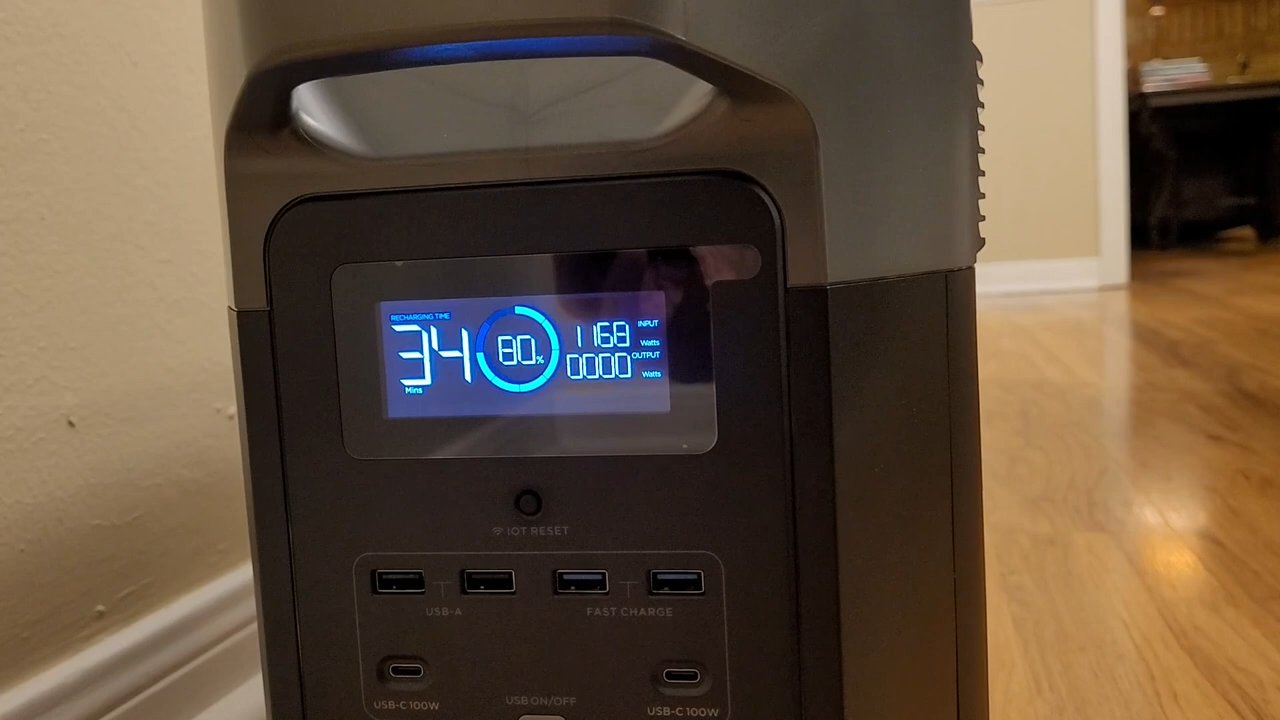 RECHARGING TIME
34
Mins
80%
1168 INPUT
Watts
0000 OUTPUT
Watts
IOT RESET
USB-A
FAST CHARGE
USB-C 100W
USB ON/OFF
USB-C 100W